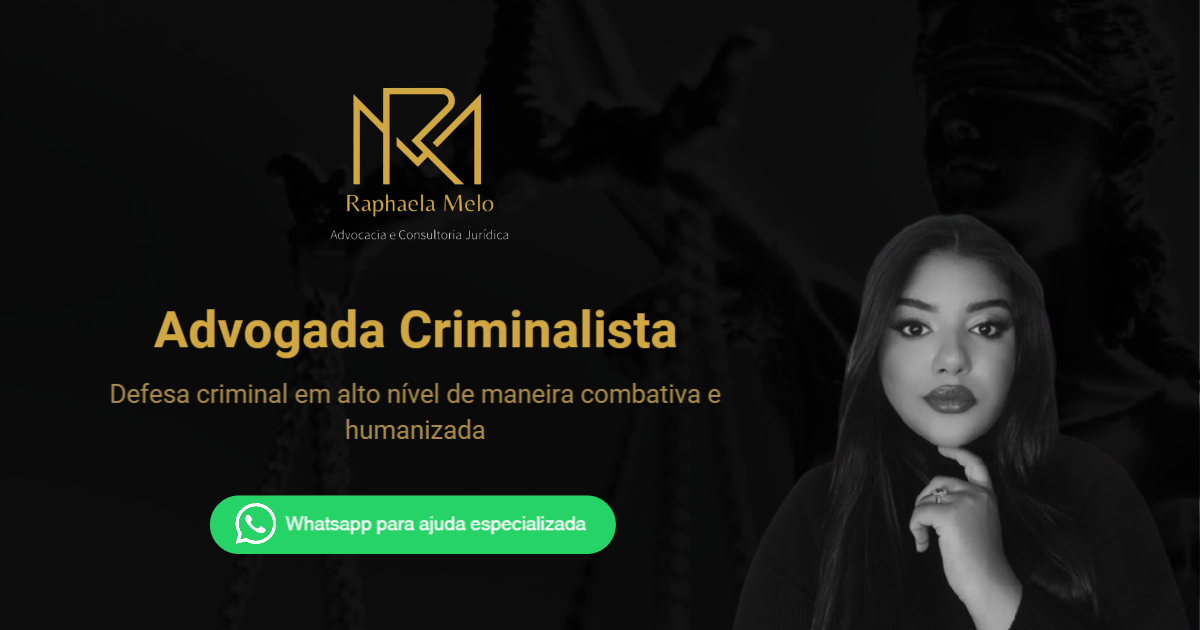 RM
Raphaela Melo
Advocacia e Consultoria Jurídica
Advogada Criminalista
Defesa criminal em alto nível de maneira combativa e
humanizada
Whatsapp para ajuda especializada